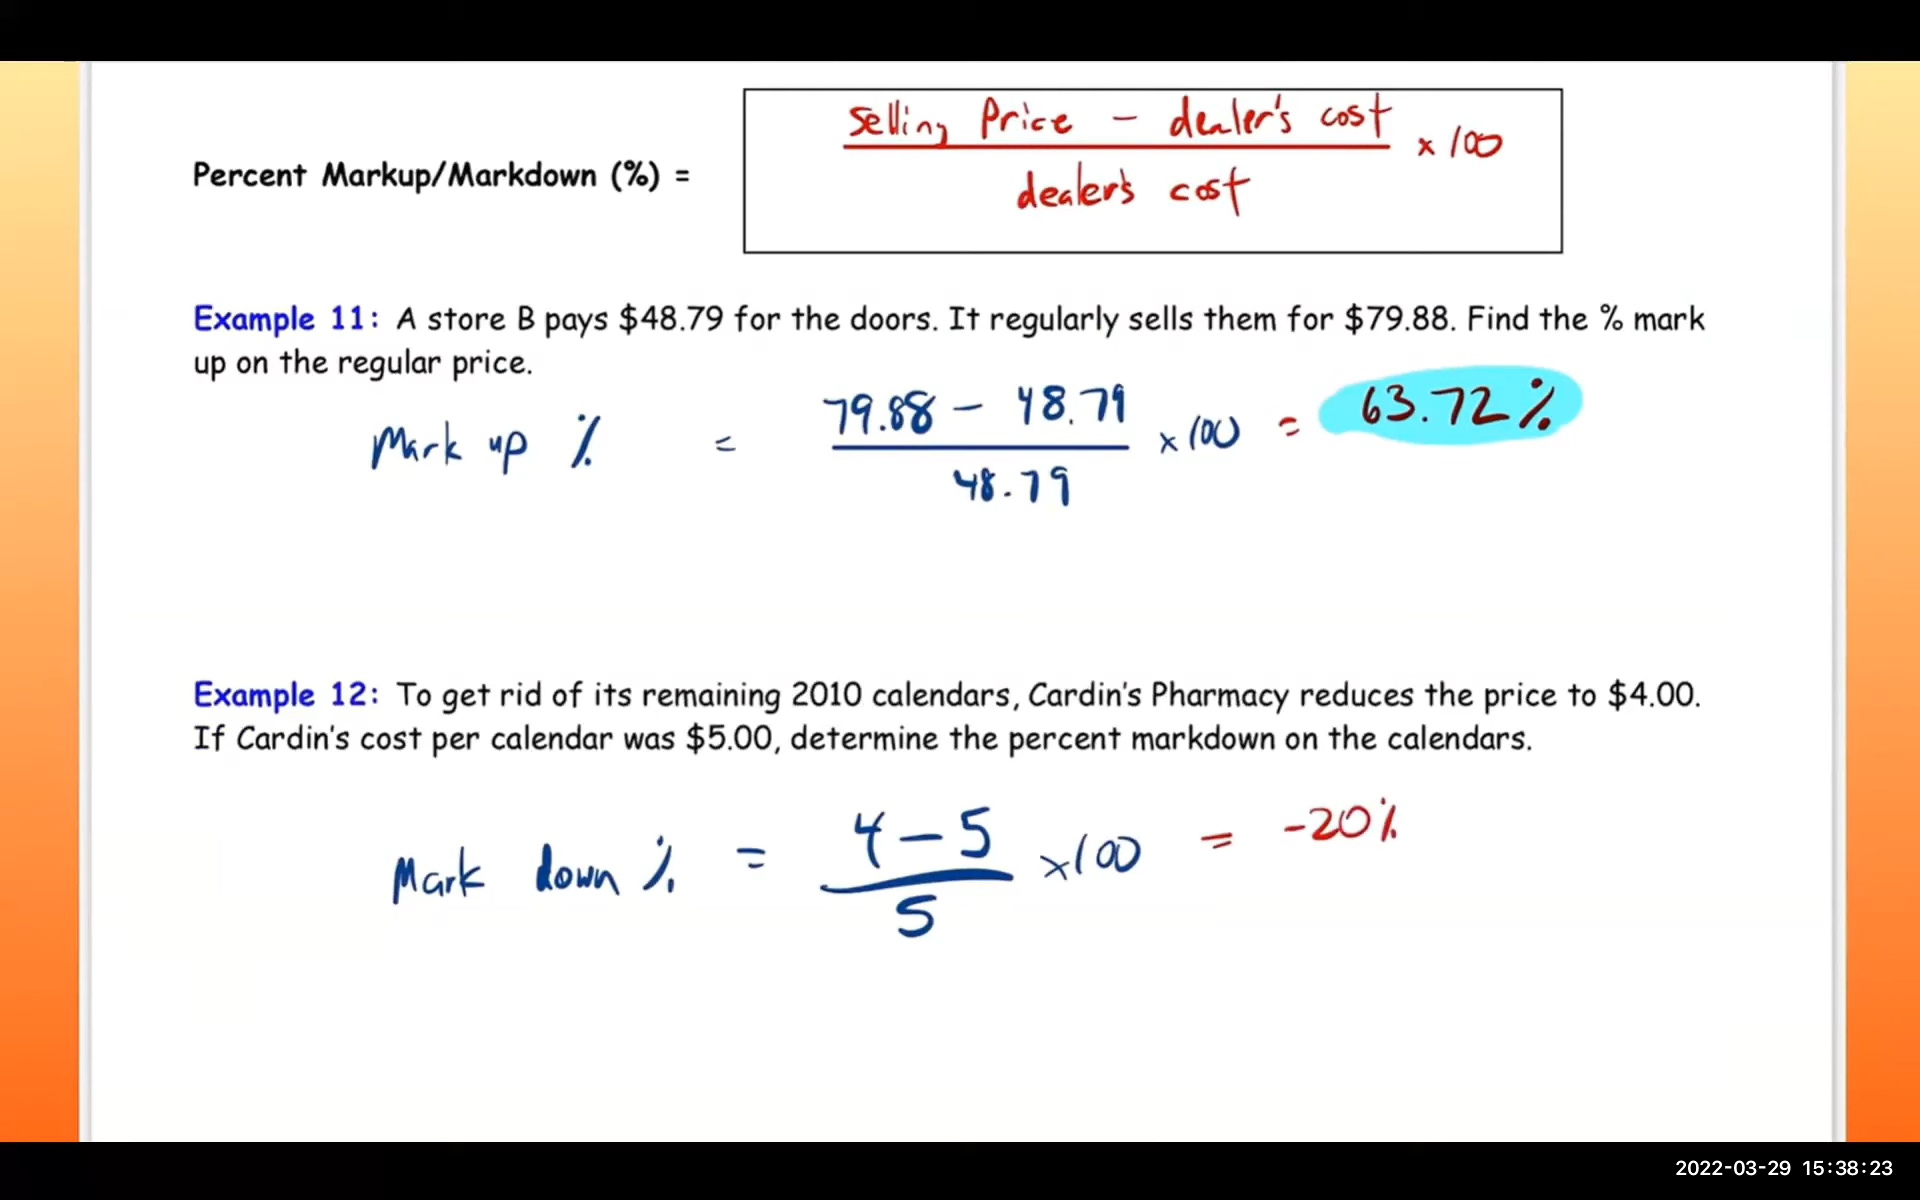 selling Price – dealer's cost
x 100
Percent Markup/Markdown (%) =
dealer's cost
Example 11: A store B pays $48.79 for the doors. It regularly sells them for $79.88. Find the % mark
up on the regular price.
79.88 – 48.79
Mark up % = x 100 = 63.72%
48.79
Example 12: To get rid of its remaining 2010 calendars, Cardin's Pharmacy reduces the price to $4.00.
If Cardin's cost per calendar was $5.00, determine the percent markdown on the calendars.
4 – 5
Mark down % = x100 = -20%
5
2022-03-29 15:38:23